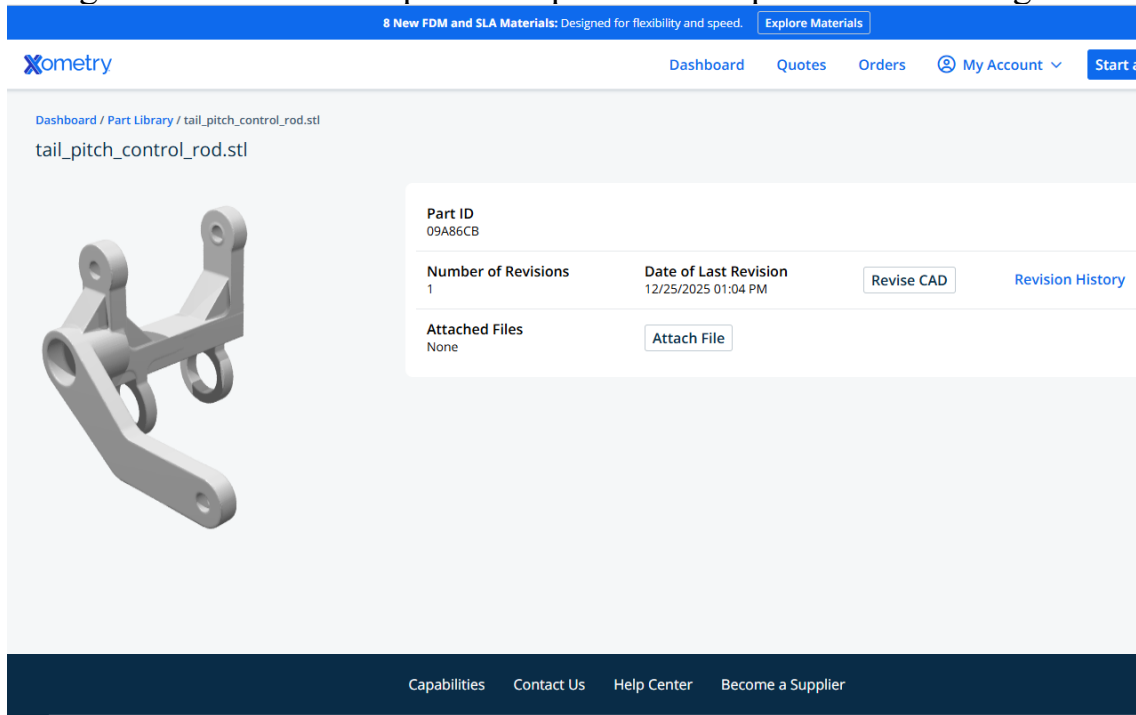 8 New FDM and SLA Materials: Designed for flexibility and speed. Explore Materials
Xometry Dashboard Quotes Orders My Account Start a
Dashboard / Part Library / tail_pitch_control_rod.stl
tail_pitch_control_rod.stl
Part ID
09A86CB
Number of Revisions Date of Last Revision Revise CAD Revision History
1 12/25/2025 01:04 PM
Attached Files Attach File
None
Capabilities Contact Us Help Center Become a Supplier